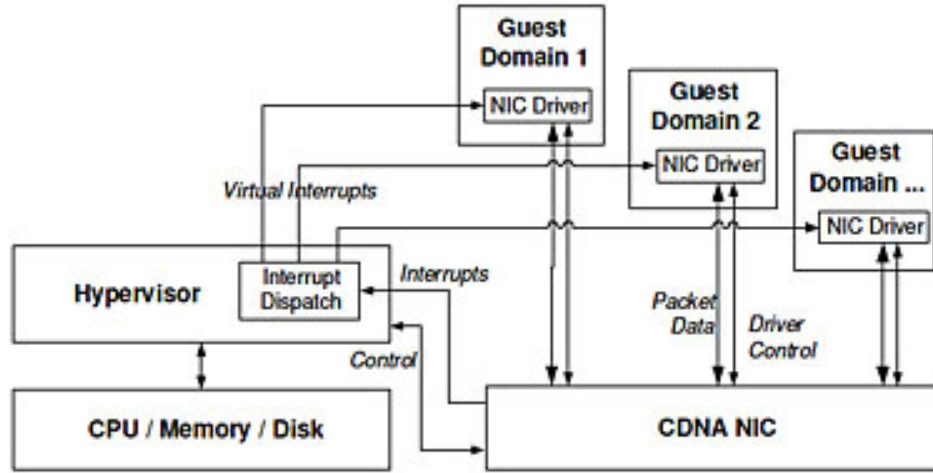 Guest
Domain 1
NIC Driver
Guest
Domain 2
NIC Driver
Guest
Domain ...
NIC Driver
Virtual Interrupts
Hypervisor
Interrupt
Dispatch
Interrupts
Packet
Data
Driver
Control
Control
CPU / Memory / Disk
CDNA NIC